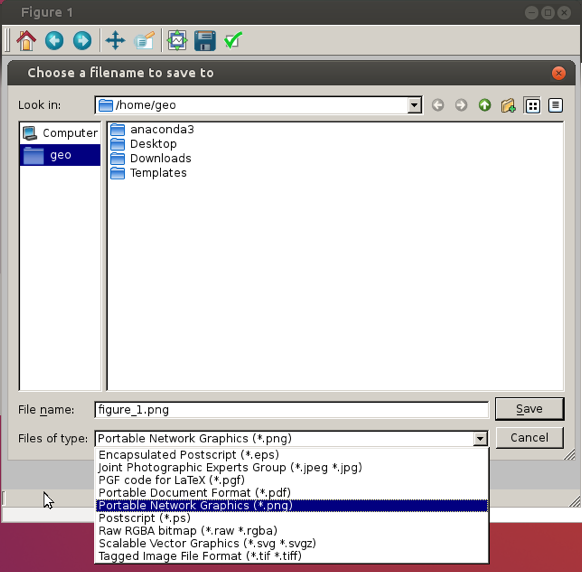 Figure 1
Choose a filename to save to
Look in: /home/geo
Computer
geo
anaconda3
Desktop
Downloads
Templates
File name: figure_1.png Save
Files of type: Portable Network Graphics (*.png) Cancel
Encapsulated Postscript (*.eps)
Joint Photographic Experts Group (*.jpeg *.jpg)
PGF code for LaTeX (*.pgf)
Portable Document Format (*.pdf)
Portable Network Graphics (*.png)
Postscript (*.ps)
Raw RGBA bitmap (*.raw *.rgba)
Scalable Vector Graphics (*.svg *.svgz)
Tagged Image File Format (*.tif *.tiff)